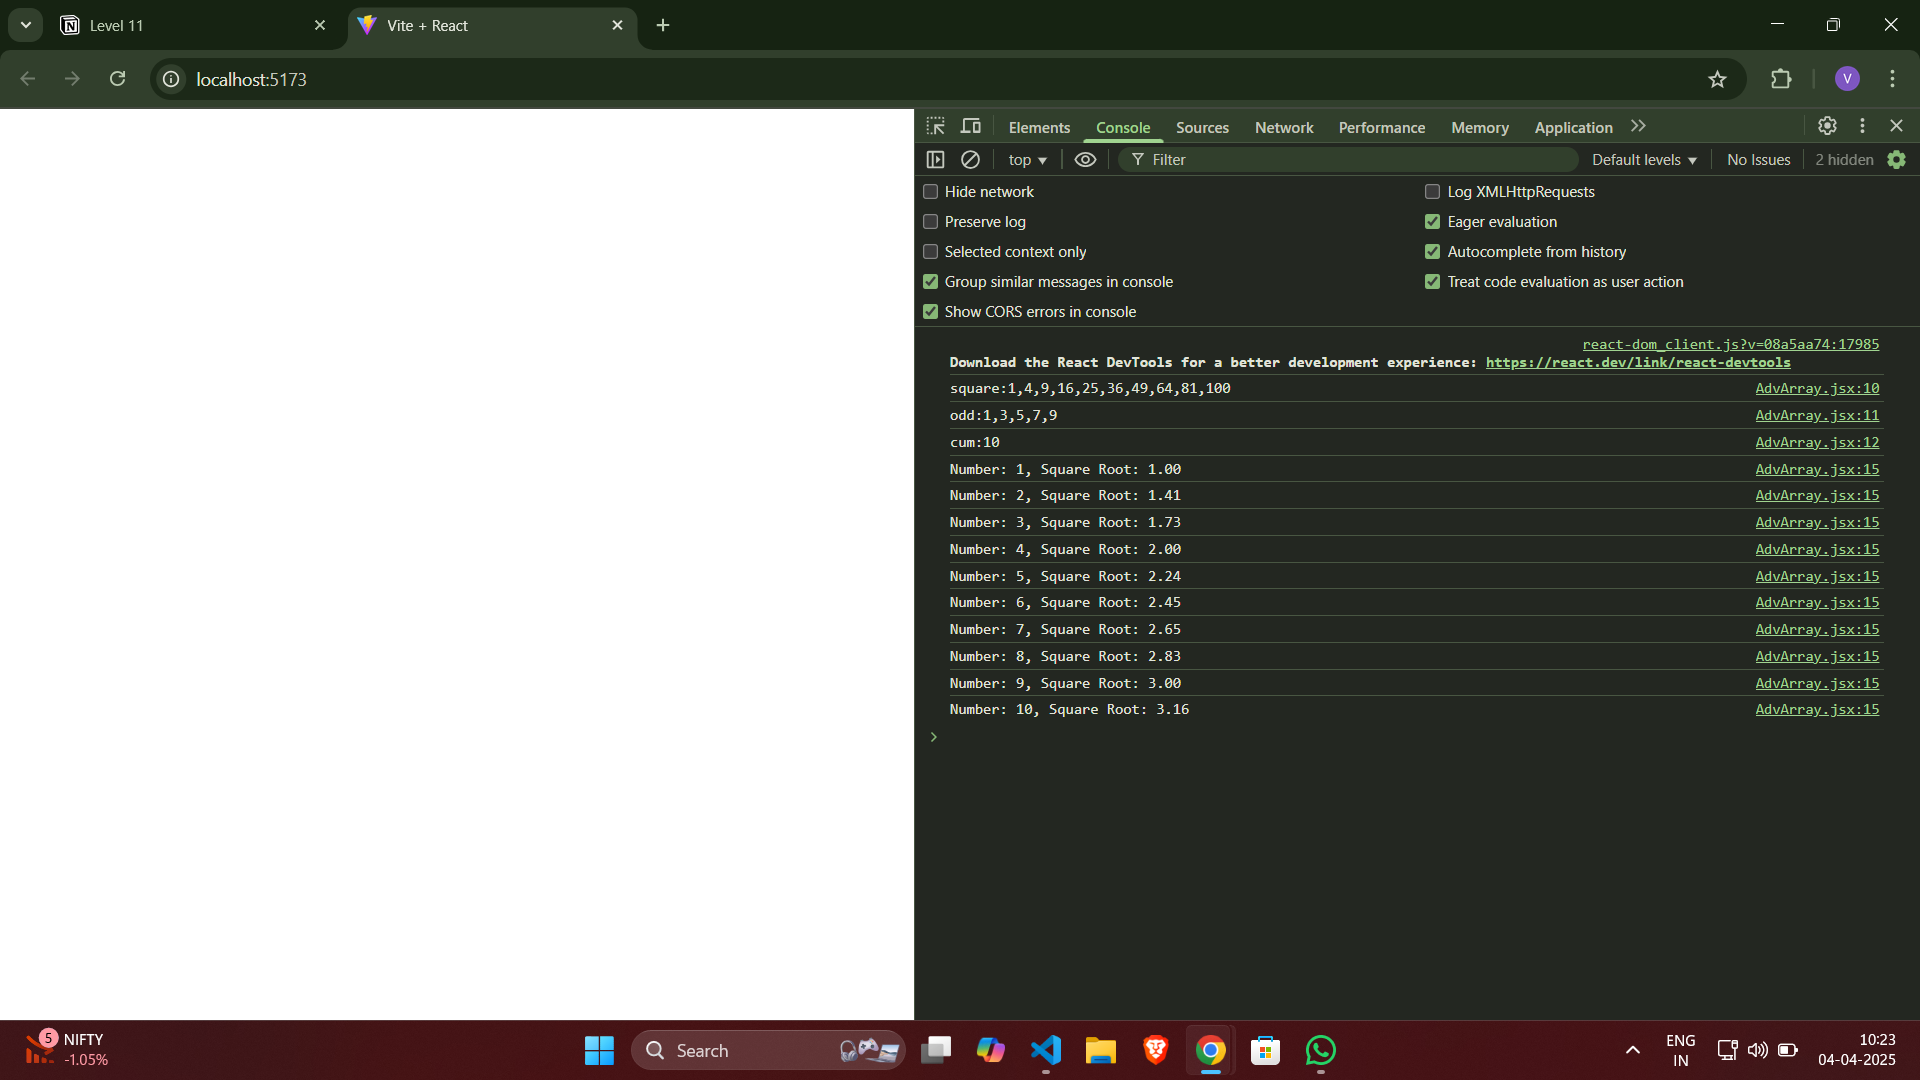 Level 11
Vite + React
localhost:5173
V
Elements Console Sources Network Performance Memory Application
top Filter Default levels No Issues 2 hidden
Hide network Log XMLHttpRequests
Preserve log Eager evaluation
Selected context only Autocomplete from history
Group similar messages in console Treat code evaluation as user action
Show CORS errors in console
react-dom_client.js?v=08a5aa74:17985
Download the React DevTools for a better development experience: https://react.dev/link/react-devtools
square:1,4,9,16,25,36,49,64,81,100 AdvArray.jsx:10
odd:1,3,5,7,9 AdvArray.jsx:11
cum:10 AdvArray.jsx:12
Number: 1, Square Root: 1.00 AdvArray.jsx:15
Number: 2, Square Root: 1.41 AdvArray.jsx:15
Number: 3, Square Root: 1.73 AdvArray.jsx:15
Number: 4, Square Root: 2.00 AdvArray.jsx:15
Number: 5, Square Root: 2.24 AdvArray.jsx:15
Number: 6, Square Root: 2.45 AdvArray.jsx:15
Number: 7, Square Root: 2.65 AdvArray.jsx:15
Number: 8, Square Root: 2.83 AdvArray.jsx:15
Number: 9, Square Root: 3.00 AdvArray.jsx:15
Number: 10, Square Root: 3.16 AdvArray.jsx:15
5 NIFTY
-1.05%
Search
ENG
IN
10:23
04-04-2025